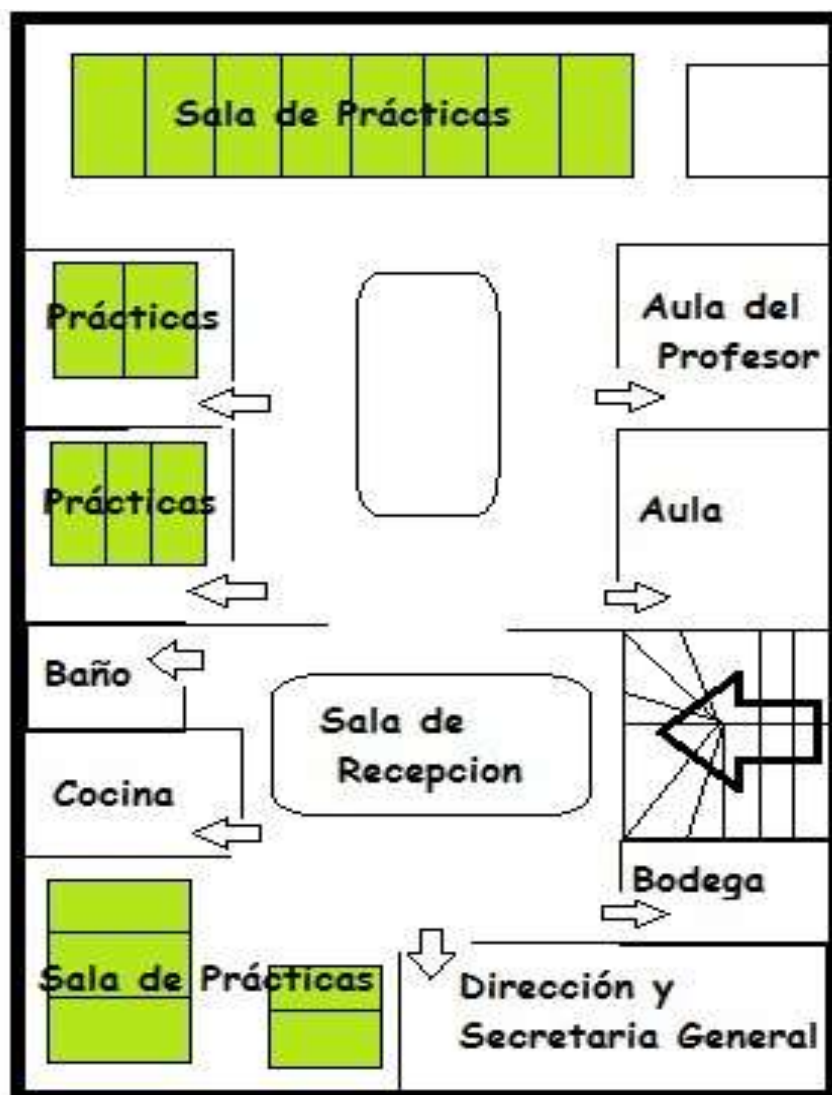 Sala de Prácticas
Prácticas
Aula del
Profesor
Prácticas
Aula
Baño
Sala de
Recepcion
Cocina
Bodega
Sala de Prácticas
Dirección y
Secretaria General